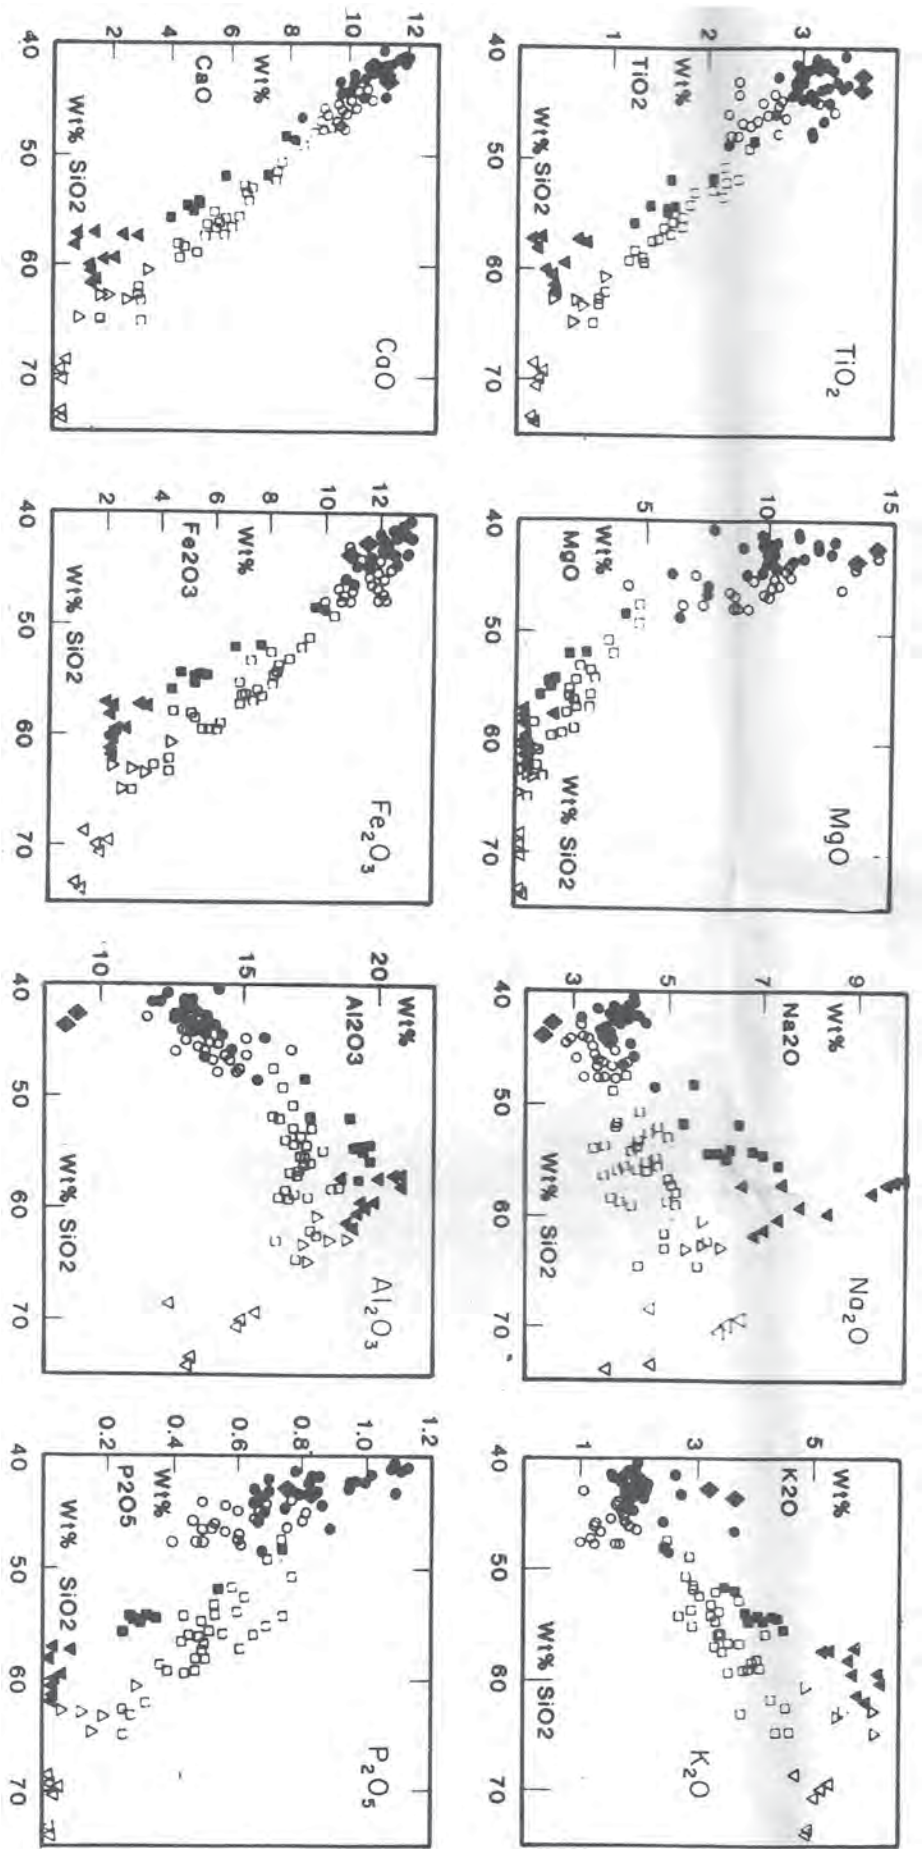 TiO2
3
2
1
Wt%
TiO2
Wt% SiO2
40 50 60 70
MgO
15
10
5
Wt%
MgO
Wt% SiO2
40 50 60 70
Na2O
9
7
5
3
Wt%
Na2O
Wt% SiO2
40 50 60 70
K2O
5
3
1
Wt%
K2O
Wt% SiO2
40 50 60 70
CaO
12
10
8
6
4
2
Wt%
CaO
Wt% SiO2
40 50 60 70
Fe2O3
12
10
8
6
4
2
Wt%
Fe2O3
Wt% SiO2
40 50 60 70
Al2O3
20
15
10
Wt%
Al2O3
Wt% SiO2
40 50 60 70
P2O5
1.2
1.0
0.8
0.6
0.4
0.2
Wt%
P2O5
Wt% SiO2
40 50 60 70